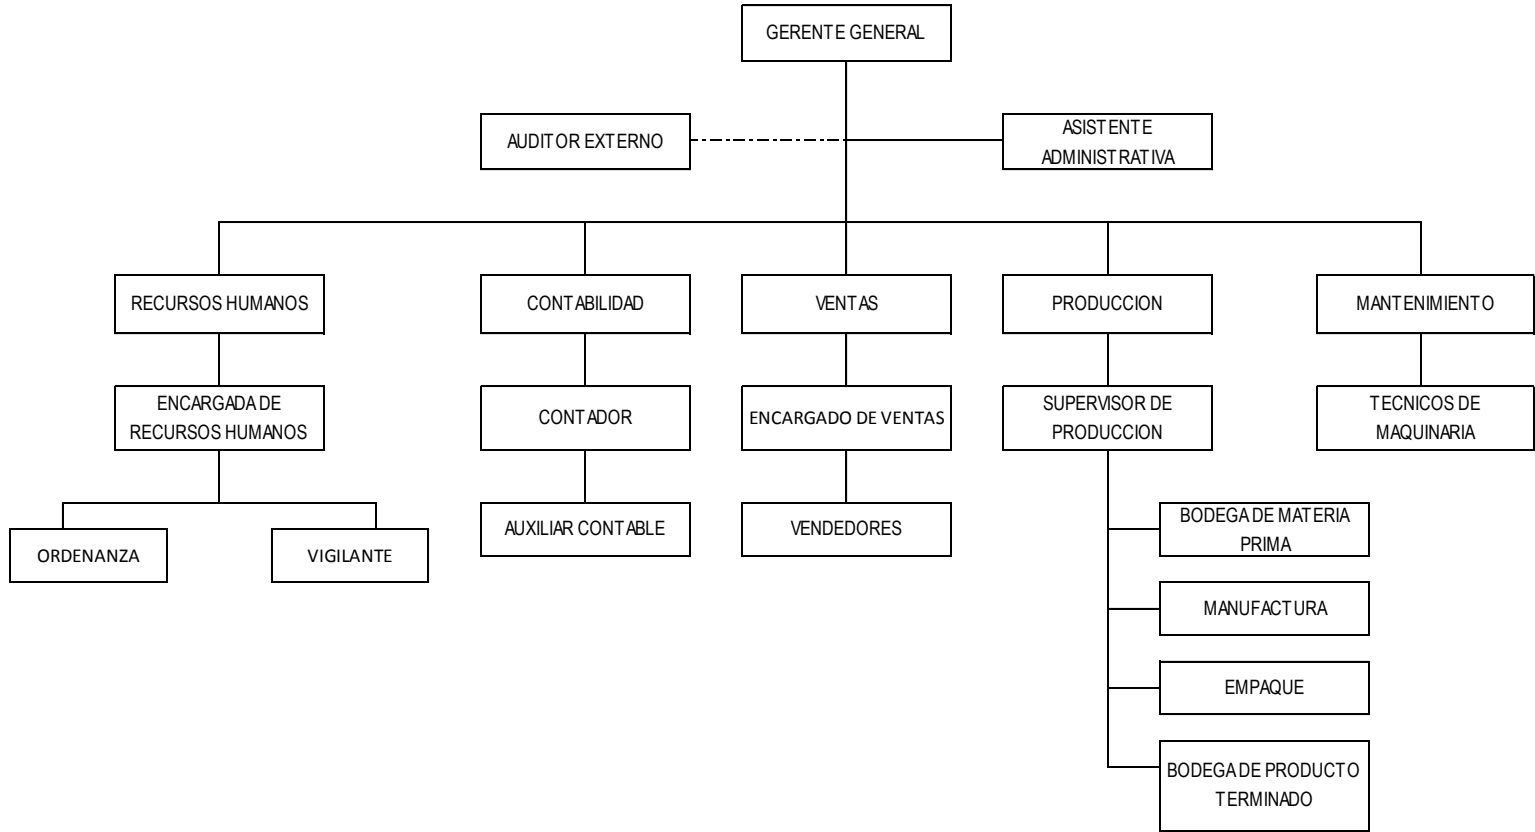 GERENTE GENERAL
AUDITOR EXTERNO
ASISTENTE
ADMINISTRATIVA
RECURSOS HUMANOS
CONTABILIDAD
VENTAS
PRODUCCION
MANTENIMIENTO
ENCARGADA DE
RECURSOS HUMANOS
CONTADOR
ENCARGADO DE VENTAS
SUPERVISOR DE
PRODUCCION
TECNICOS DE
MAQUINARIA
ORDENANZA
VIGILANTE
AUXILIAR CONTABLE
VENDEDORES
BODEGA DE MATERIA
PRIMA
MANUFACTURA
EMPAQUE
BODEGA DE PRODUCTO
TERMINADO